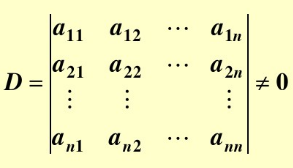 a₁₁ a₁₂ ⋯ a₁ₙ
a₂₁ a₂₂ ⋯ a₂ₙ
D = ⋮ ⋮ ⋮ ≠ 0
aₙ₁ aₙ₂ ⋯ aₙₙ